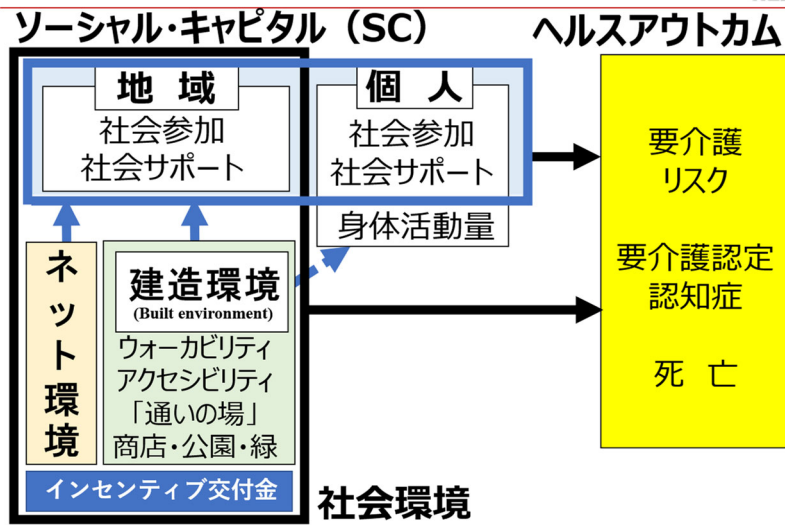 ソーシャル・キャピタル（SC）
ヘルスアウトカム
地 域
社会参加
社会サポート
個 人
社会参加
社会サポート
身体活動量
ネット環境
建造環境
(Built environment)
ウォーカビリティ
アクセシビリティ
「通いの場」
商店・公園・緑
インセンティブ交付金
社会環境
要介護
リスク
要介護認定
認知症
死 亡